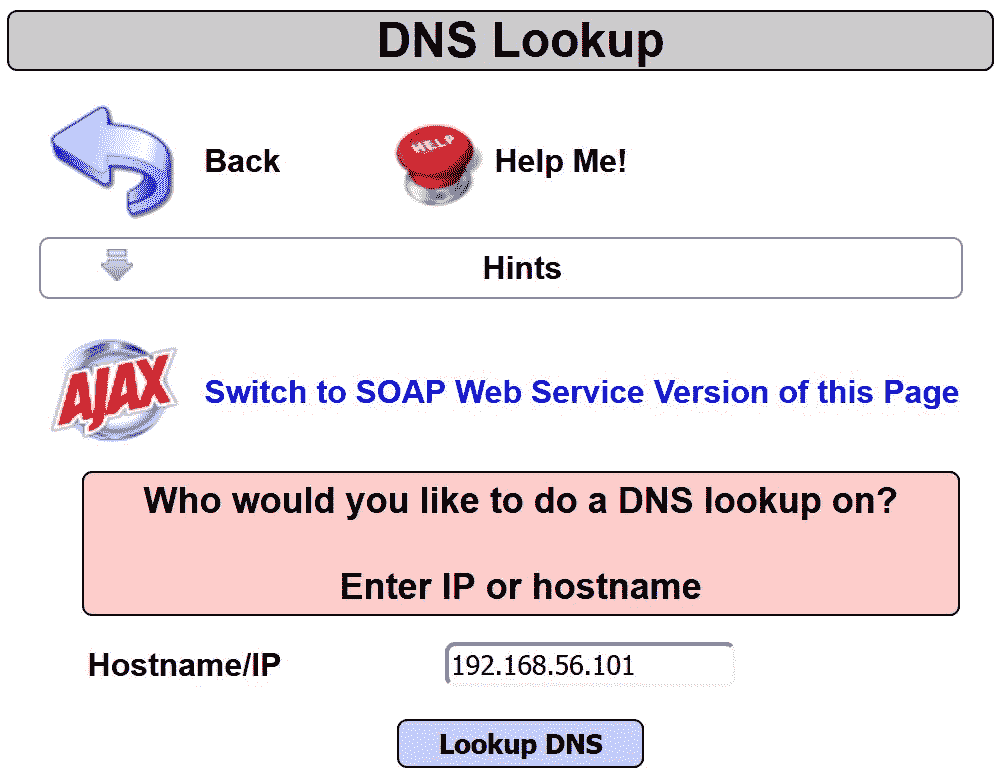 DNS Lookup
Back
HELP
Help Me!
Hints
AJAX
Switch to SOAP Web Service Version of this Page
Who would you like to do a DNS lookup on?
Enter IP or hostname
Hostname/IP
192.168.56.101
Lookup DNS